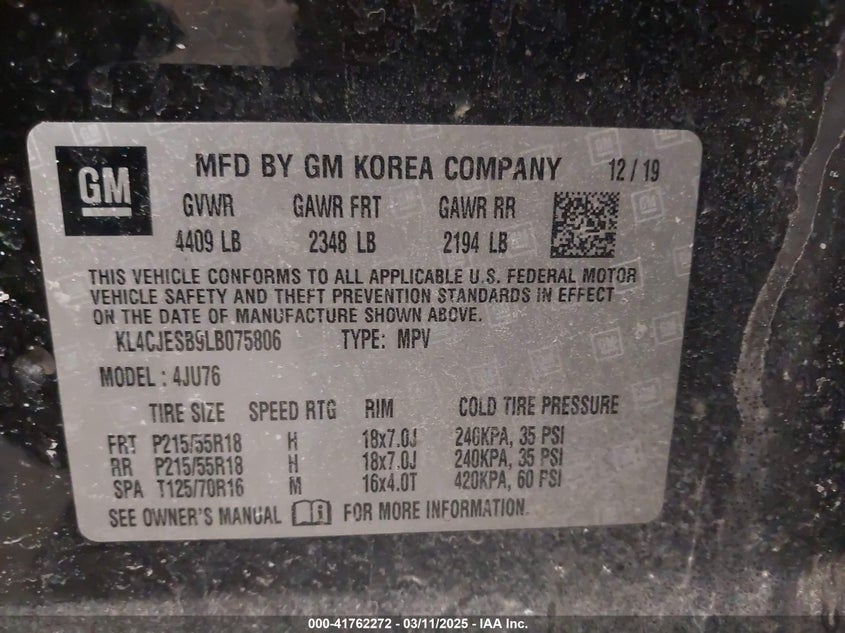 GM
MFD BY GM KOREA COMPANY 12/19
GVWR GAWR FRT GAWR RR
4409 LB 2348 LB 2194 LB
THIS VEHICLE CONFORMS TO ALL APPLICABLE U.S. FEDERAL MOTOR
VEHICLE SAFETY AND THEFT PREVENTION STANDARDS IN EFFECT
ON THE DATE OF MANUFACTURE SHOWN ABOVE.
KL4CJESB9LB075806 TYPE: MPV
MODEL : 4JU76
TIRE SIZE SPEED RTG RIM COLD TIRE PRESSURE
FRT P215/55R18 H 18x7.0J 240KPA, 35 PSI
RR P215/55R18 H 18x7.0J 240KPA, 35 PSI
SPA T125/70R16 M 16x4.0T 420KPA, 60 PSI
SEE OWNER'S MANUAL FOR MORE INFORMATION.
000-41762272 - 03/11/2025 - IAA Inc.